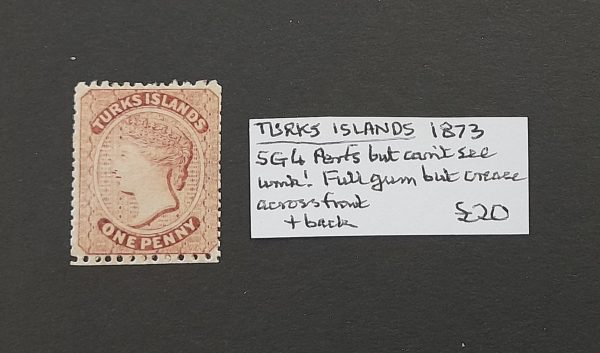 TURKS ISLANDS
ONE PENNY
TURKS ISLANDS 1873
SG4 Perfs but can't see
wmk! Full gum but crease
across front
+ back £20